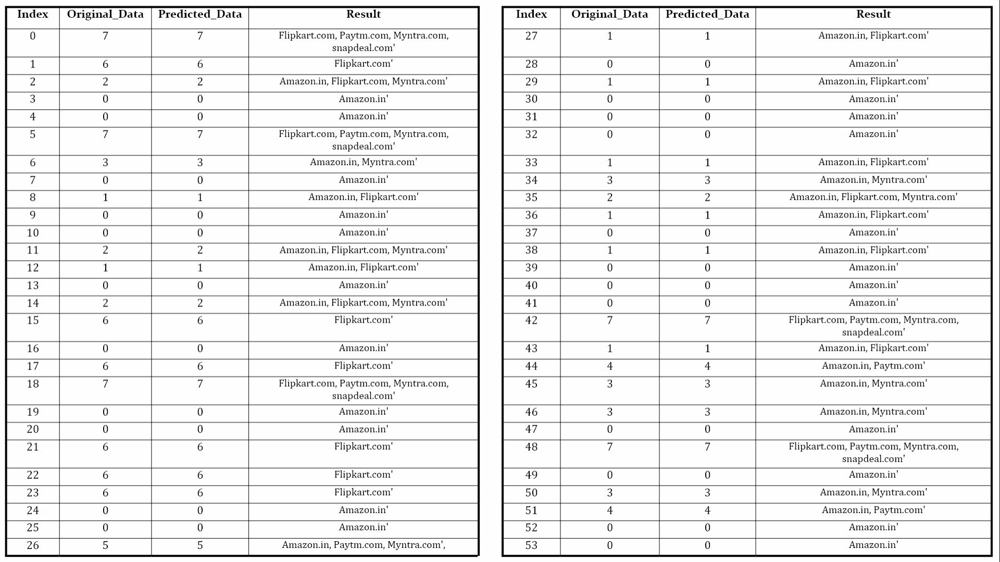 Index Original_Data Predicted_Data Result
0 7 7 Flipkart.com, Paytm.com, Myntra.com,
snapdeal.com'
1 6 6 Flipkart.com'
2 2 2 Amazon.in, Flipkart.com, Myntra.com'
3 0 0 Amazon.in'
4 0 0 Amazon.in'
5 7 7 Flipkart.com, Paytm.com, Myntra.com,
snapdeal.com'
6 3 3 Amazon.in, Myntra.com'
7 0 0 Amazon.in'
8 1 1 Amazon.in, Flipkart.com'
9 0 0 Amazon.in'
10 0 0 Amazon.in'
11 2 2 Amazon.in, Flipkart.com, Myntra.com'
12 1 1 Amazon.in, Flipkart.com'
13 0 0 Amazon.in'
14 2 2 Amazon.in, Flipkart.com, Myntra.com'
15 6 6 Flipkart.com'
16 0 0 Amazon.in'
17 6 6 Flipkart.com'
18 7 7 Flipkart.com, Paytm.com, Myntra.com,
snapdeal.com'
19 0 0 Amazon.in'
20 0 0 Amazon.in'
21 6 6 Flipkart.com'
22 6 6 Flipkart.com'
23 6 6 Flipkart.com'
24 0 0 Amazon.in'
25 0 0 Amazon.in'
26 5 5 Amazon.in, Paytm.com, Myntra.com',
Index Original_Data Predicted_Data Result
27 1 1 Amazon.in, Flipkart.com'
28 0 0 Amazon.in'
29 1 1 Amazon.in, Flipkart.com'
30 0 0 Amazon.in'
31 0 0 Amazon.in'
32 0 0 Amazon.in'
33 1 1 Amazon.in, Flipkart.com'
34 3 3 Amazon.in, Myntra.com'
35 2 2 Amazon.in, Flipkart.com, Myntra.com'
36 1 1 Amazon.in, Flipkart.com'
37 0 0 Amazon.in'
38 1 1 Amazon.in, Flipkart.com'
39 0 0 Amazon.in'
40 0 0 Amazon.in'
41 0 0 Amazon.in'
42 7 7 Flipkart.com, Paytm.com, Myntra.com,
snapdeal.com'
43 1 1 Amazon.in, Flipkart.com'
44 4 4 Amazon.in, Paytm.com'
45 3 3 Amazon.in, Myntra.com'
46 3 3 Amazon.in, Myntra.com'
47 0 0 Amazon.in'
48 7 7 Flipkart.com, Paytm.com, Myntra.com,
snapdeal.com'
49 0 0 Amazon.in'
50 3 3 Amazon.in, Myntra.com'
51 4 4 Amazon.in, Paytm.com'
52 0 0 Amazon.in'
53 0 0 Amazon.in'